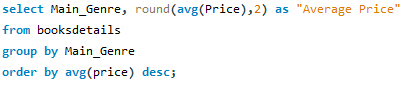 select Main_Genre, round(avg(Price),2) as "Average Price"
from booksdetails
group by Main_Genre
order by avg(price) desc;